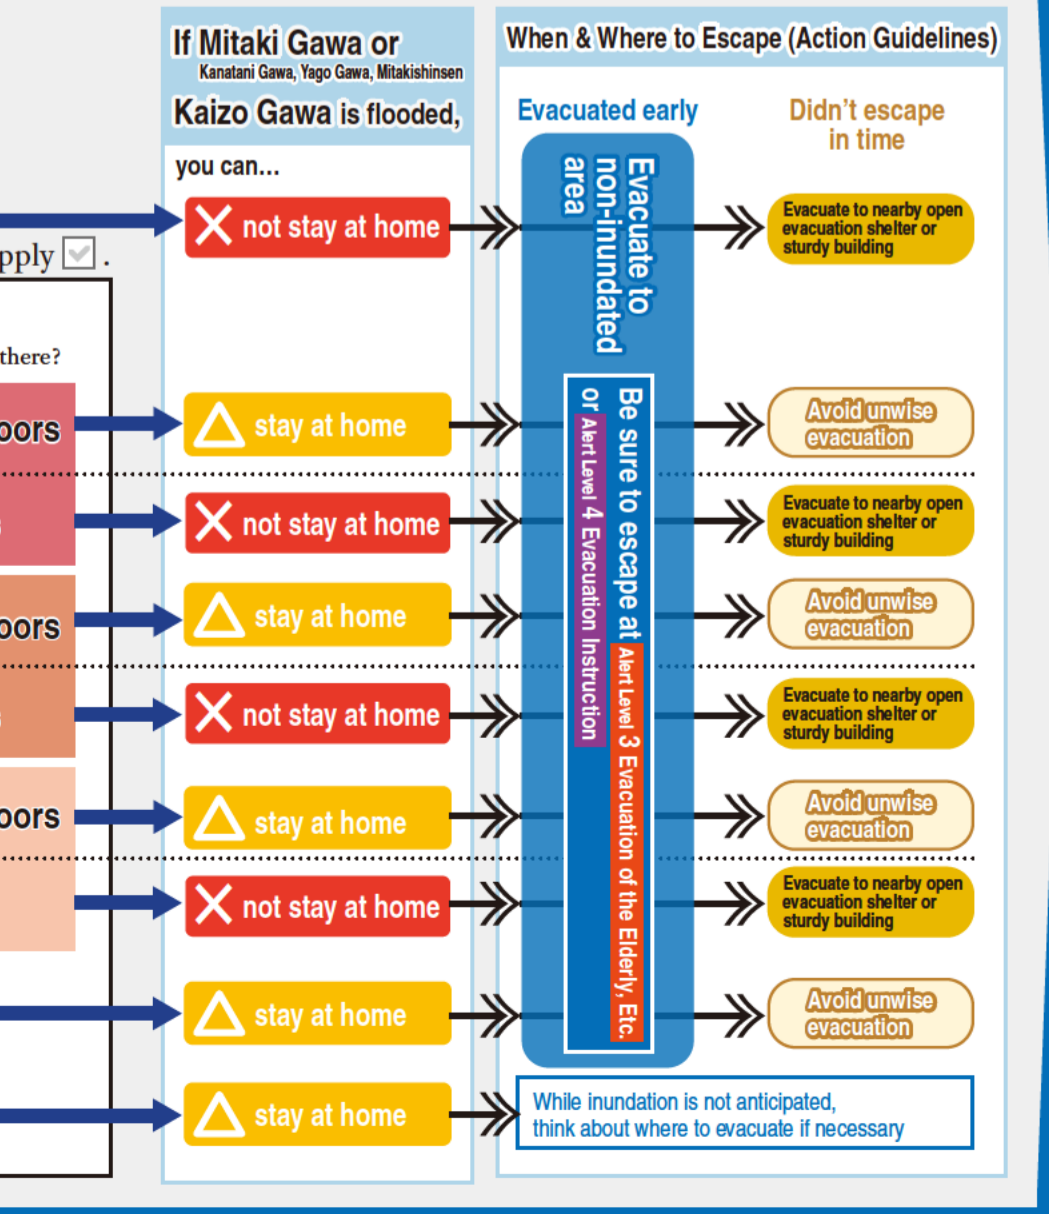 If Mitaki Gawa or
Kanatani Gawa, Yago Gawa, Mitakishinsen
Kaizo Gawa is flooded,
you can...
When & Where to Escape (Action Guidelines)
Evacuated early
Didn't escape
in time
Evacuate to
non-inundated
area
Be sure to escape at Alert Level 3 Evacuation of the Elderly, Etc.
or Alert Level 4 Evacuation Instruction
not stay at home
Evacuate to nearby open
evacuation shelter or
sturdy building
pply
.
there?
oors
stay at home
Avoid unwise
evacuation
s
not stay at home
Evacuate to nearby open
evacuation shelter or
sturdy building
oors
stay at home
Avoid unwise
evacuation
s
not stay at home
Evacuate to nearby open
evacuation shelter or
sturdy building
oors
stay at home
Avoid unwise
evacuation
not stay at home
Evacuate to nearby open
evacuation shelter or
sturdy building
stay at home
Avoid unwise
evacuation
stay at home
While inundation is not anticipated,
think about where to evacuate if necessary